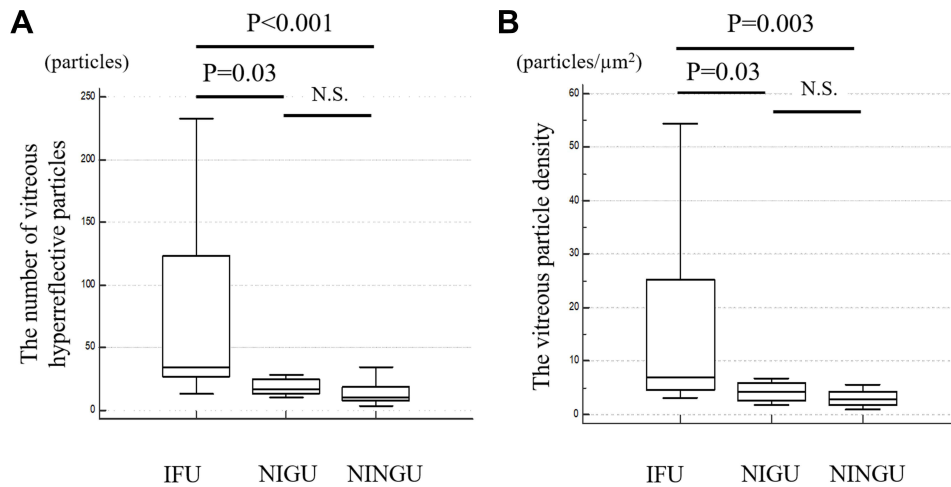 A
P<0.001
(particles)
P=0.03
N.S.
250
200
150
100
50
0
The number of vitreous
hyperreflective particles
IFU
NIGU
NINGU
B
P=0.003
(particles/µm²)
P=0.03
N.S.
60
50
40
30
20
10
0
The vitreous particle density
IFU
NIGU
NINGU